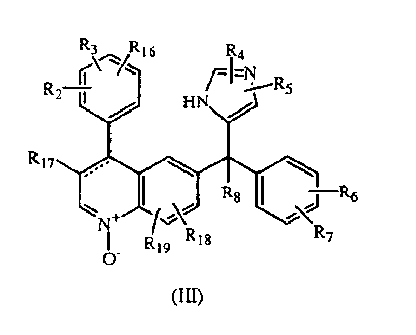 R3 R16
R4
R2
N
R5
HN
R17
R8
R6
N+
R19 R18
R7
O-
(III)